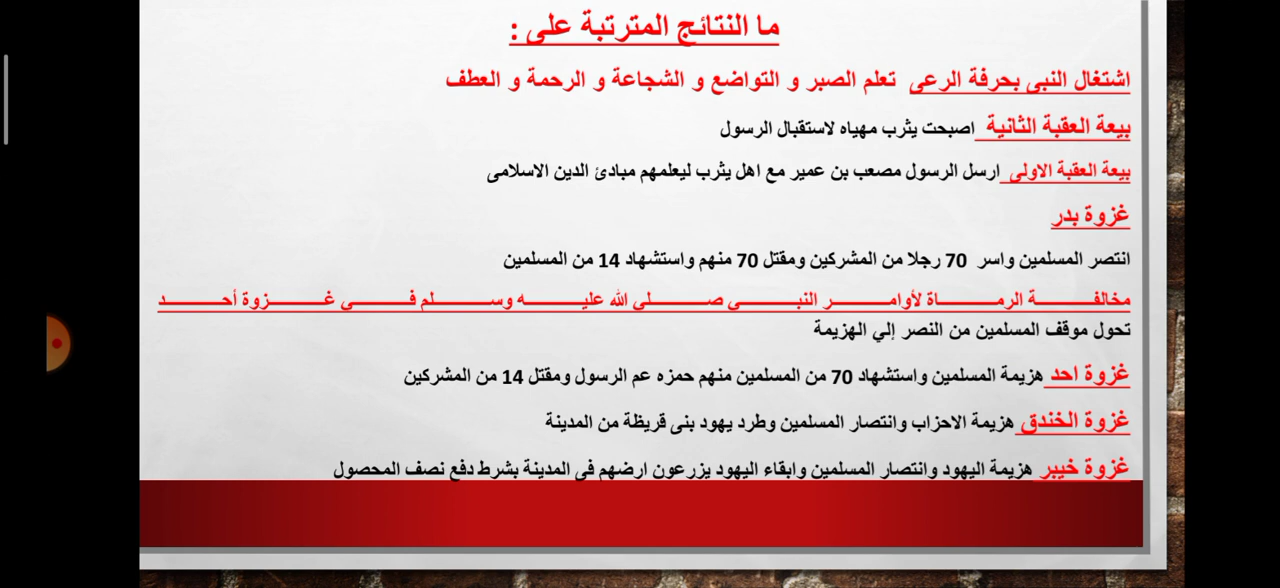 ما النتائج المترتبة على :
اشتغال النبى بحرفة الرعى تعلم الصبر و التواضع و الشجاعة و الرحمة و العطف
بيعة العقبة الثانية اصبحت يثرب مهياه لاستقبال الرسول
بيعة العقبة الاولى ارسل الرسول مصعب بن عمير مع اهل يثرب ليعلمهم مبادئ الدين الاسلامى
غزوة بدر
انتصر المسلمين واسر 70 رجلا من المشركين ومقتل 70 منهم واستشهاد 14 من المسلمين
مخالفة الرماة لأوامر النبى صلى الله عليه وسلم فى غزوة أحد
تحول موقف المسلمين من النصر إلي الهزيمة
غزوة احد هزيمة المسلمين واستشهاد 70 من المسلمين منهم حمزه عم الرسول ومقتل 14 من المشركين
غزوة الخندق هزيمة الاحزاب وانتصار المسلمين وطرد يهود بنى قريظة من المدينة
غزوة خيبر هزيمة اليهود وانتصار المسلمين وابقاء اليهود يزرعون ارضهم فى المدينة بشرط دفع نصف المحصول